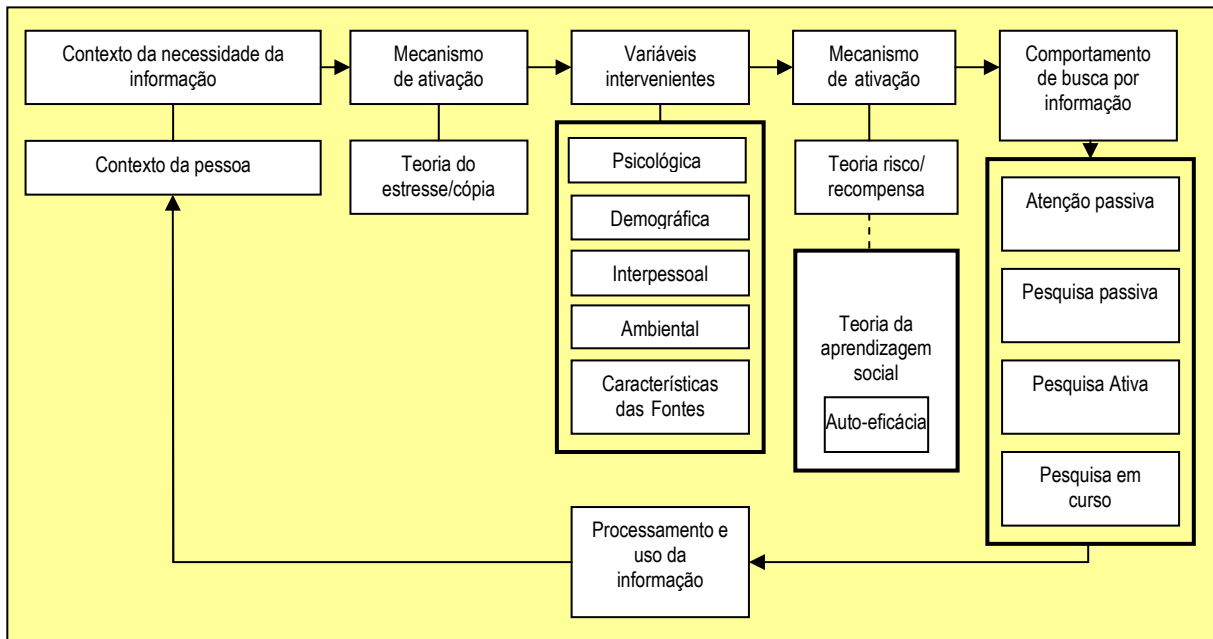 Contexto da necessidade da
informação
Mecanismo
de ativação
Variáveis
intervenientes
Mecanismo
de ativação
Comportamento
de busca por
informação
Contexto da pessoa
Teoria do
estresse/cópia
Psicológica
Demográfica
Interpessoal
Ambiental
Características
das Fontes
Teoria risco/
recompensa
Teoria da
aprendizagem
social
Auto-eficácia
Atenção passiva
Pesquisa passiva
Pesquisa Ativa
Pesquisa em
curso
Processamento e
uso da
informação